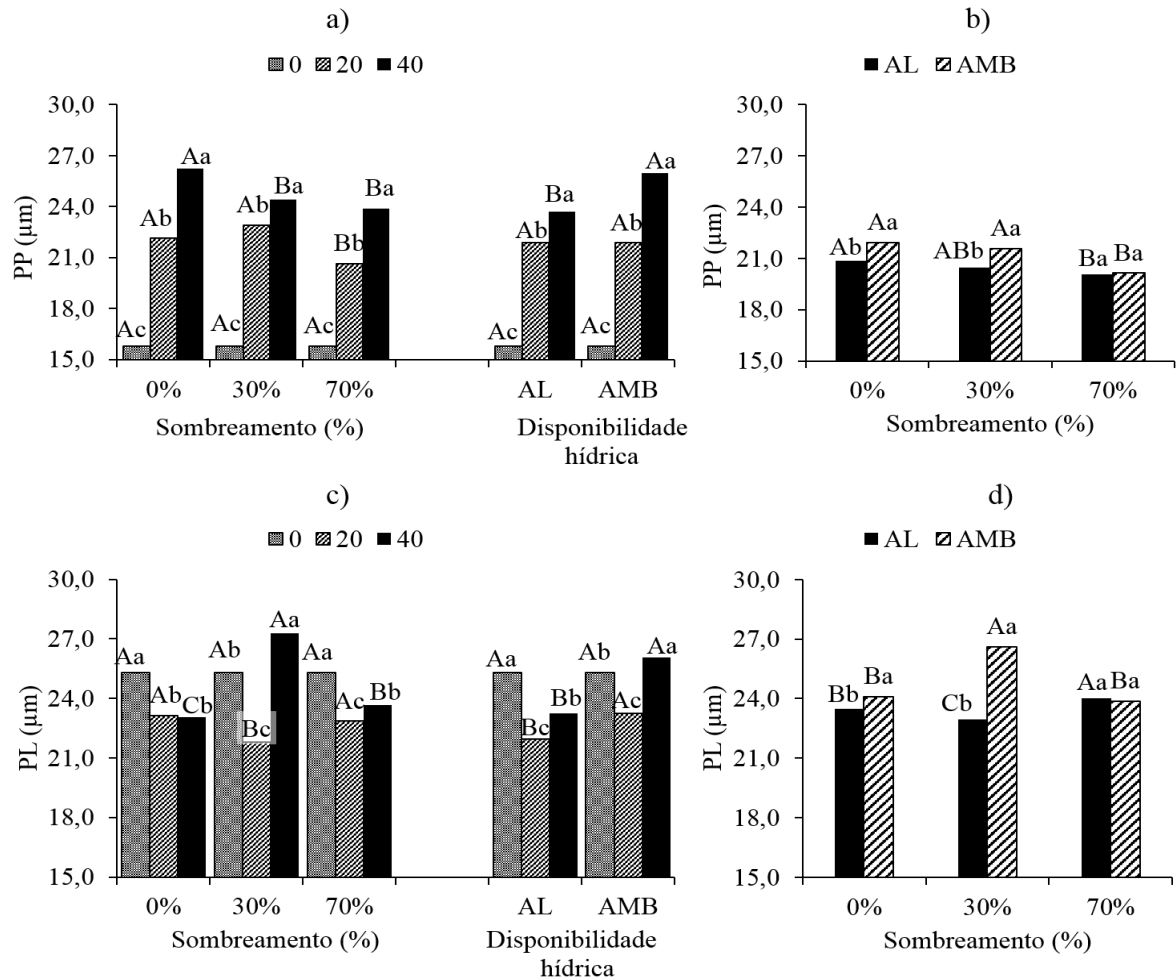 a)
0 20 40
PP (µm)
30,0
27,0
24,0
21,0
18,0
15,0
Ac Ab Aa Ac Ab Ba Ac Bb Ba Ac Ab Ba Ac Ab Aa
0% 30% 70% AL AMB
Sombreamento (%) Disponibilidade
hídrica
b)
AL AMB
PP (µm)
30,0
27,0
24,0
21,0
18,0
15,0
Ab Aa ABb Aa Ba Ba
0% 30% 70%
Sombreamento (%)
c)
0 20 40
PL (µm)
30,0
27,0
24,0
21,0
18,0
15,0
Aa Ab Cb Ab Bc Aa Aa Ac Bb Aa Bc Bb Ab Ac Aa
0% 30% 70% AL AMB
Sombreamento (%) Disponibilidade
hídrica
d)
AL AMB
PL (µm)
30,0
27,0
24,0
21,0
18,0
15,0
Bb Ba Cb Aa Aa Ba
0% 30% 70%
Sombreamento (%)